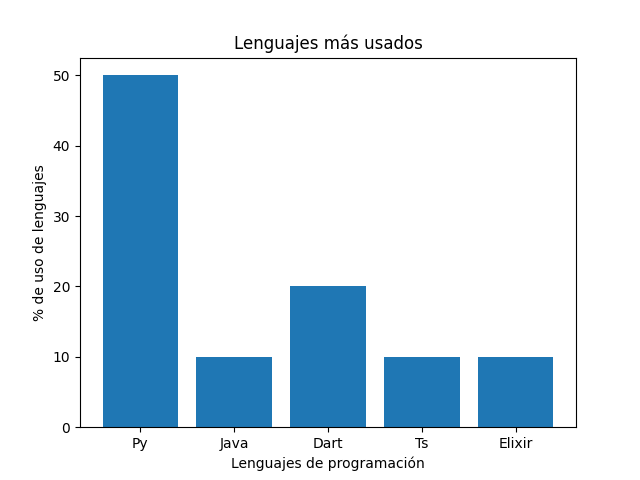 Lenguajes más usados
% de uso de lenguajes
50
40
30
20
10
0
Py Java Dart Ts Elixir
Lenguajes de programación